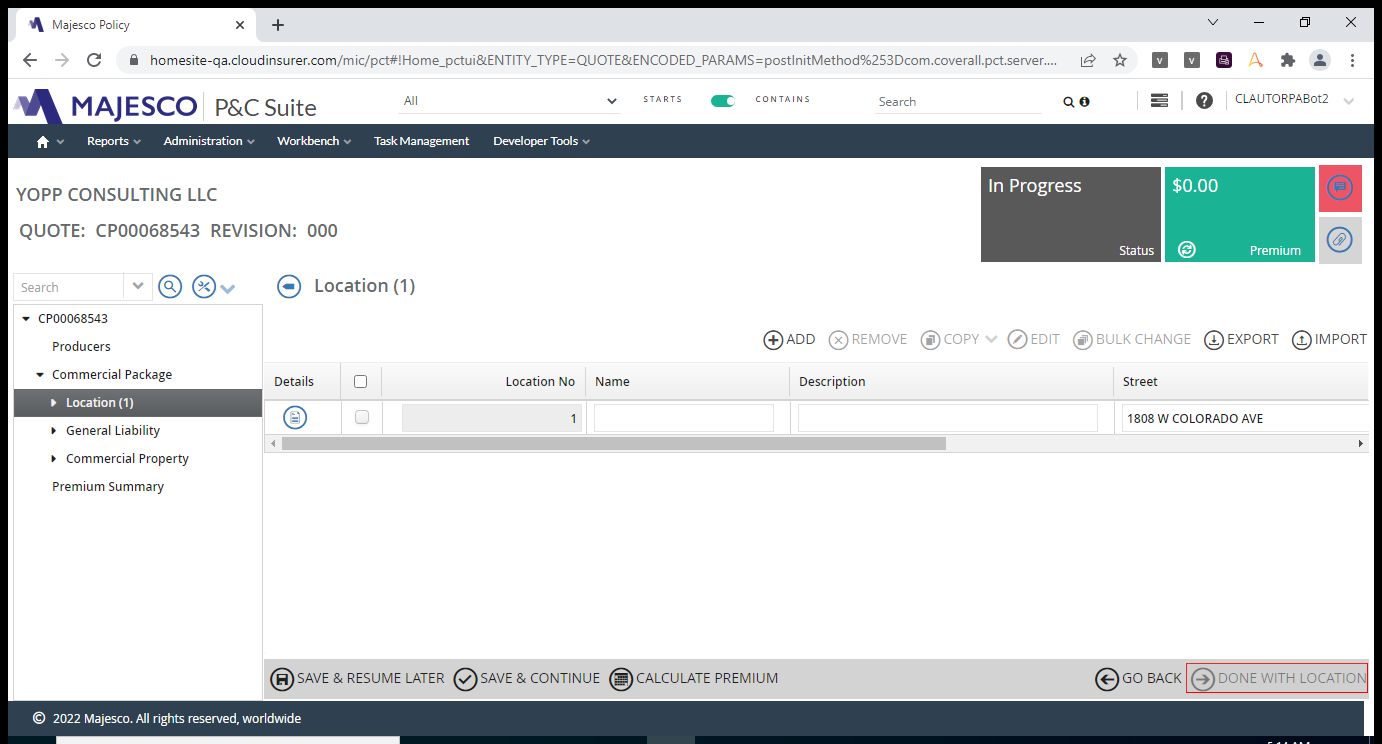 Majesco Policy
homesite-qa.cloudinsurer.com/mic/pct#!Home_pctui&ENTITY_TYPE=QUOTE&ENCODED_PARAMS=postInitMethod%253Dcom.coverall.pct.server....
MAJESCO P&C Suite All STARTS CONTAINS Search CLAUTORPABot2
Reports Administration Workbench Task Management Developer Tools
YOPP CONSULTING LLC
QUOTE: CP00068543 REVISION: 000
In Progress
Status
$0.00
Premium
Search
Location (1)
CP00068543
Producers
Commercial Package
Location (1)
General Liability
Commercial Property
Premium Summary
ADD REMOVE COPY EDIT BULK CHANGE EXPORT IMPORT
Details Location No Name Description Street
1 1808 W COLORADO AVE
SAVE & RESUME LATER SAVE & CONTINUE CALCULATE PREMIUM GO BACK DONE WITH LOCATION
© 2022 Majesco. All rights reserved, worldwide